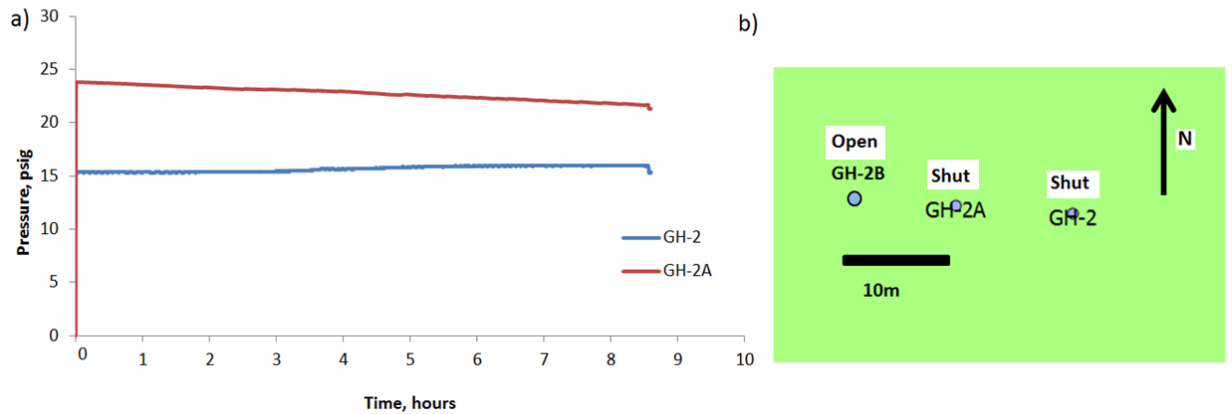 a)
30
25
20
15
10
5
0
Pressure, psig
0 1 2 3 4 5 6 7 8 9 10
Time, hours
GH-2
GH-2A
b)
N
Open
GH-2B
Shut
GH-2A
Shut
GH-2
10m